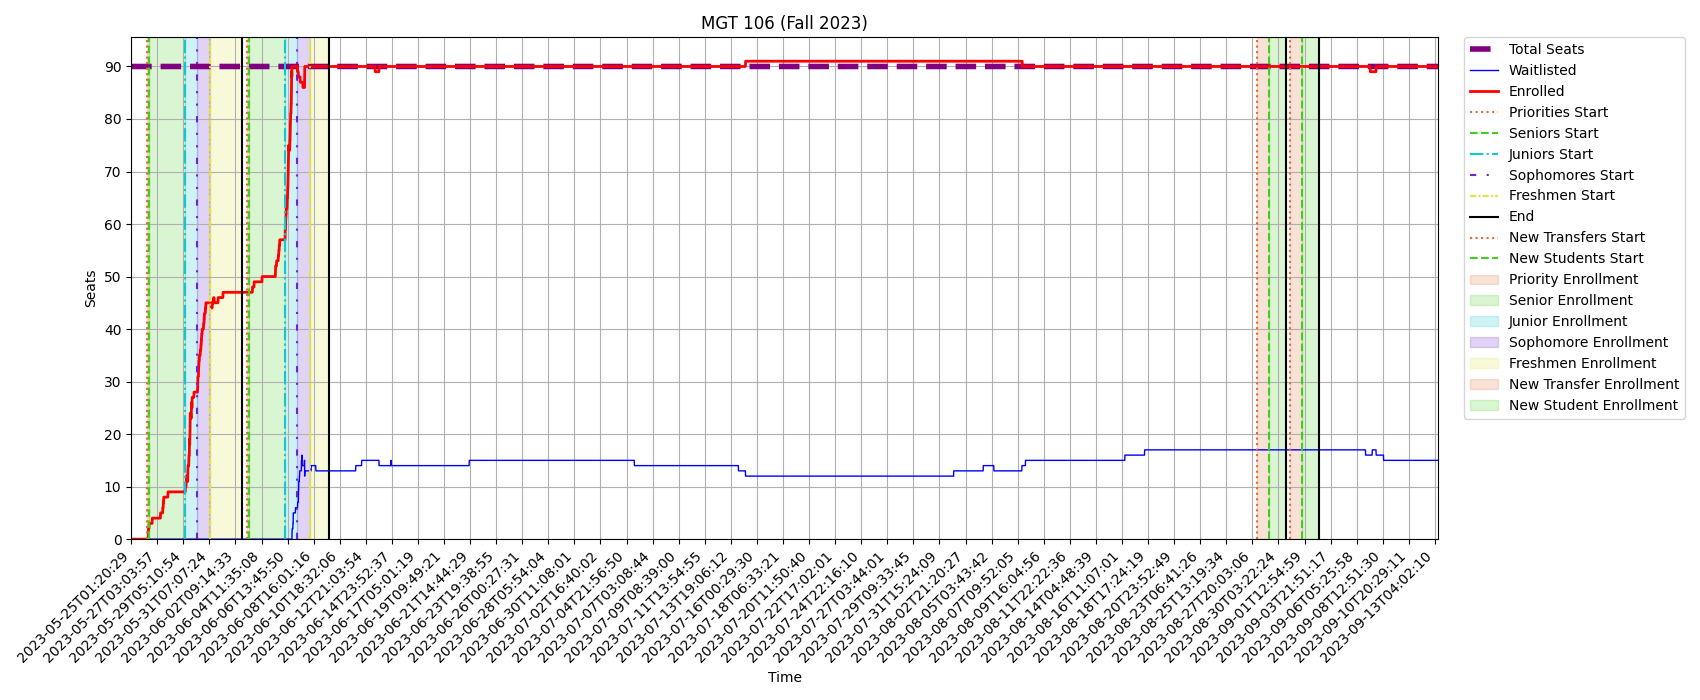 MGT 106 (Fall 2023)
Seats
90
80
70
60
50
40
30
20
10
0
2023-05-25T01:20:29
2023-05-27T03:03:57
2023-05-29T05:10:54
2023-05-31T07:07:24
2023-06-02T09:14:33
2023-06-04T11:35:08
2023-06-06T13:45:50
2023-06-08T16:01:16
2023-06-10T18:32:06
2023-06-12T21:03:54
2023-06-14T23:52:37
2023-06-17T05:01:19
2023-06-19T09:49:21
2023-06-21T14:44:29
2023-06-23T19:38:55
2023-06-26T00:27:31
2023-06-28T05:54:04
2023-06-30T11:08:01
2023-07-02T16:40:02
2023-07-04T21:56:50
2023-07-07T03:08:44
2023-07-09T08:39:00
2023-07-11T13:54:55
2023-07-13T19:06:12
2023-07-16T00:29:30
2023-07-18T06:33:21
2023-07-20T11:50:40
2023-07-22T17:02:01
2023-07-24T22:16:10
2023-07-27T03:44:01
2023-07-29T09:33:45
2023-07-31T15:24:09
2023-08-02T21:20:27
2023-08-05T03:43:42
2023-08-07T09:52:05
2023-08-09T16:04:56
2023-08-11T22:22:36
2023-08-14T04:48:39
2023-08-16T11:07:01
2023-08-18T17:24:19
2023-08-20T23:52:49
2023-08-23T06:41:26
2023-08-25T13:19:34
2023-08-27T20:03:06
2023-08-30T03:22:24
2023-09-01T12:54:59
2023-09-03T21:51:17
2023-09-06T05:25:58
2023-09-08T12:51:30
2023-09-10T20:29:11
2023-09-13T04:02:10
Time
Total Seats
Waitlisted
Enrolled
Priorities Start
Seniors Start
Juniors Start
Sophomores Start
Freshmen Start
End
New Transfers Start
New Students Start
Priority Enrollment
Senior Enrollment
Junior Enrollment
Sophomore Enrollment
Freshmen Enrollment
New Transfer Enrollment
New Student Enrollment